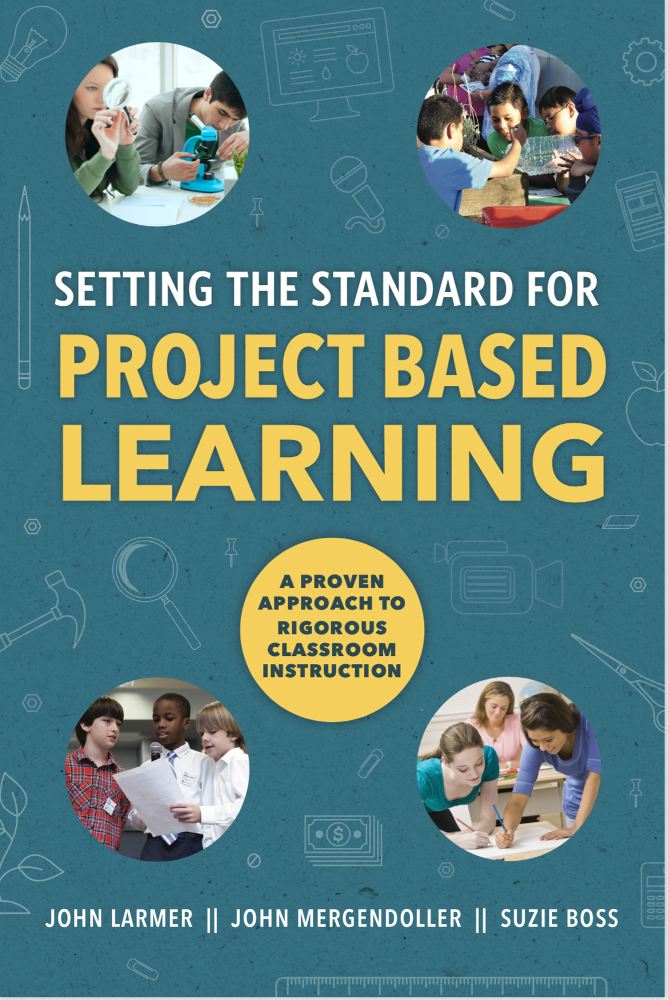 SETTING THE STANDARD FOR
PROJECT BASED
LEARNING
A PROVEN
APPROACH TO
RIGOROUS
CLASSROOM
INSTRUCTION
JOHN LARMER || JOHN MERGENDOLLER || SUZIE BOSS